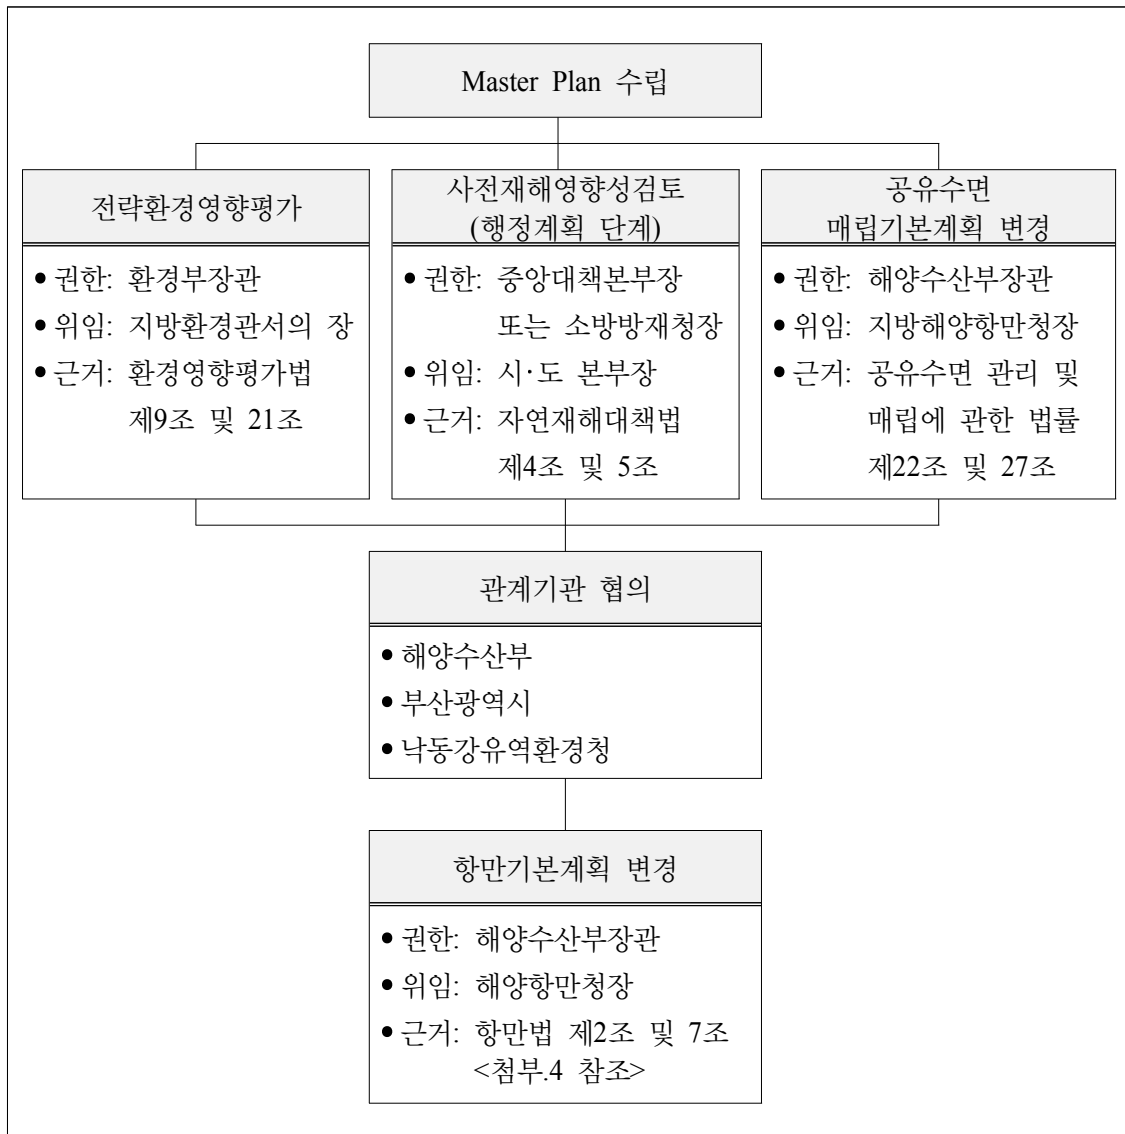 Master Plan 수립
전략환경영향평가
• 권한: 환경부장관
• 위임: 지방환경관서의 장
• 근거: 환경영향평가법
제9조 및 21조
사전재해영향성검토
(행정계획 단계)
• 권한: 중앙대책본부장
또는 소방방재청장
• 위임: 시·도 본부장
• 근거: 자연재해대책법
제4조 및 5조
공유수면
매립기본계획 변경
• 권한: 해양수산부장관
• 위임: 지방해양항만청장
• 근거: 공유수면 관리 및
매립에 관한 법률
제22조 및 27조
관계기관 협의
• 해양수산부
• 부산광역시
• 낙동강유역환경청
항만기본계획 변경
• 권한: 해양수산부장관
• 위임: 해양항만청장
• 근거: 항만법 제2조 및 7조
<첨부.4 참조>